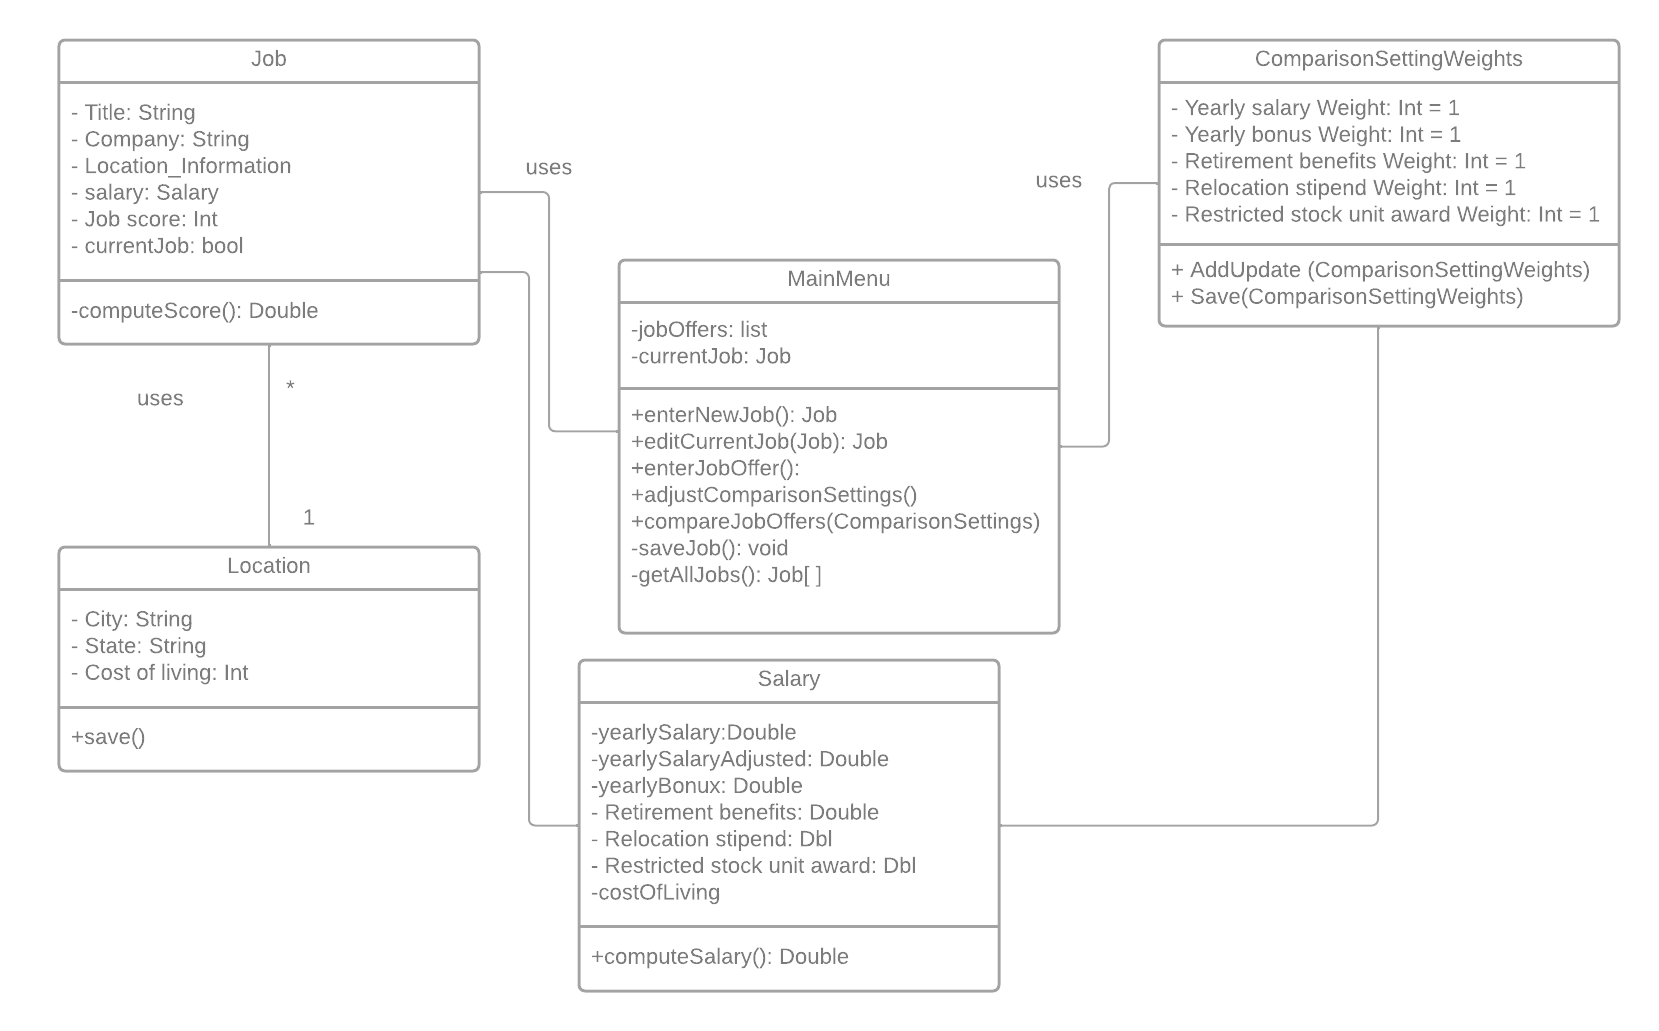 Job
- Title: String
- Company: String
- Location_Information
- salary: Salary
- Job score: Int
- currentJob: bool
-computeScore(): Double
uses
uses
ComparisonSettingWeights
- Yearly salary Weight: Int = 1
- Yearly bonus Weight: Int = 1
- Retirement benefits Weight: Int = 1
- Relocation stipend Weight: Int = 1
- Restricted stock unit award Weight: Int = 1
+ AddUpdate (ComparisonSettingWeights)
+ Save(ComparisonSettingWeights)
MainMenu
-jobOffers: list
-currentJob: Job
+enterNewJob(): Job
+editCurrentJob(Job): Job
+enterJobOffer():
+adjustComparisonSettings()
+compareJobOffers(ComparisonSettings)
-saveJob(): void
-getAllJobs(): Job[ ]
uses
*
1
Location
- City: String
- State: String
- Cost of living: Int
+save()
Salary
-yearlySalary:Double
-yearlySalaryAdjusted: Double
-yearlyBonux: Double
- Retirement benefits: Double
- Relocation stipend: Dbl
- Restricted stock unit award: Dbl
-costOfLiving
+computeSalary(): Double